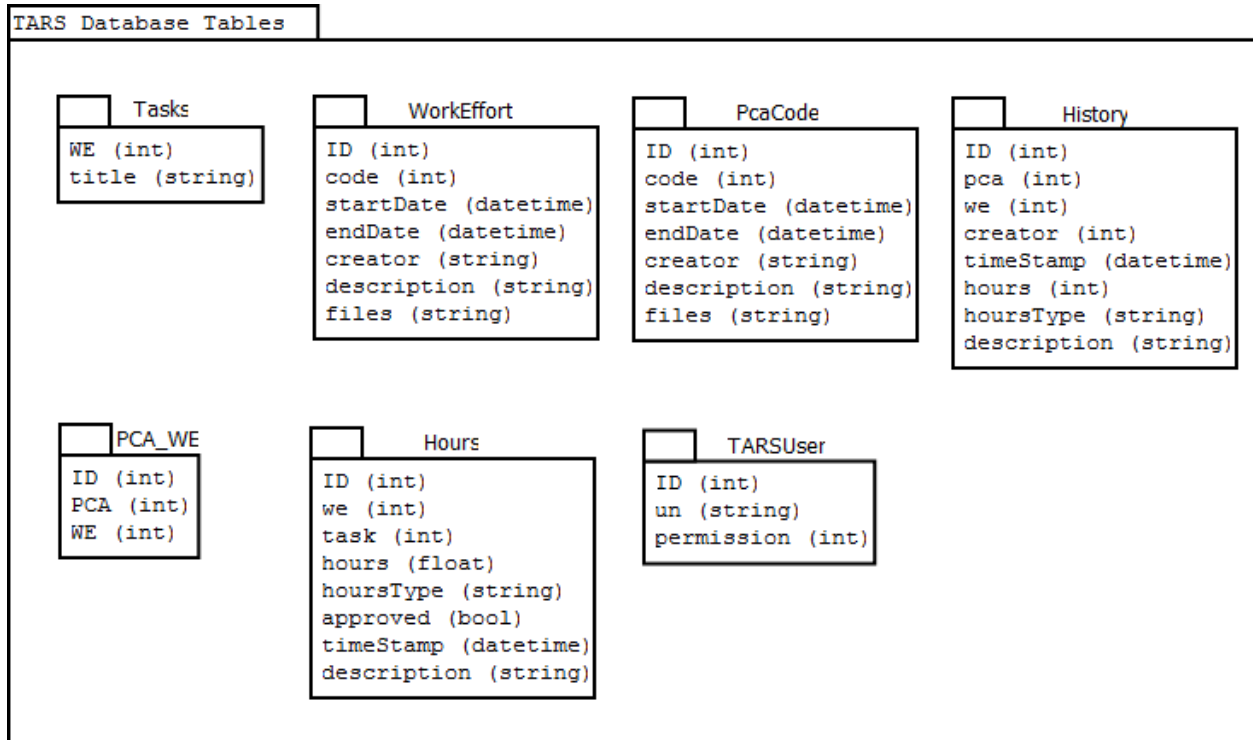 TARS Database Tables
Tasks
WE (int)
title (string)
WorkEffort
ID (int)
code (int)
startDate (datetime)
endDate (datetime)
creator (string)
description (string)
files (string)
PcaCode
ID (int)
code (int)
startDate (datetime)
endDate (datetime)
creator (string)
description (string)
files (string)
History
ID (int)
pca (int)
we (int)
creator (int)
timeStamp (datetime)
hours (int)
hoursType (string)
description (string)
PCA_WE
ID (int)
PCA (int)
WE (int)
Hours
ID (int)
we (int)
task (int)
hours (float)
hoursType (string)
approved (bool)
timeStamp (datetime)
description (string)
TARSUser
ID (int)
un (string)
permission (int)